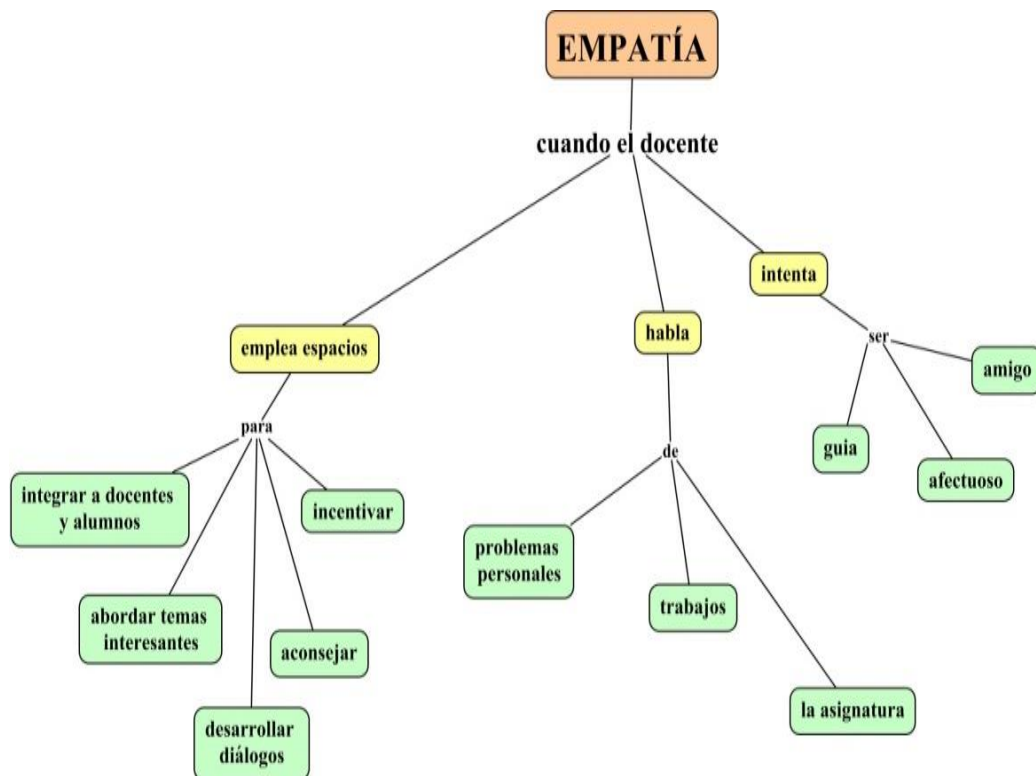 EMPATÍA
cuando el docente
intenta
habla
emplea espacios
ser
amigo
para
guia
de
afectuoso
integrar a docentes
y alumnos
incentivar
problemas
personales
trabajos
abordar temas
interesantes
aconsejar
la asignatura
desarrollar
diálogos